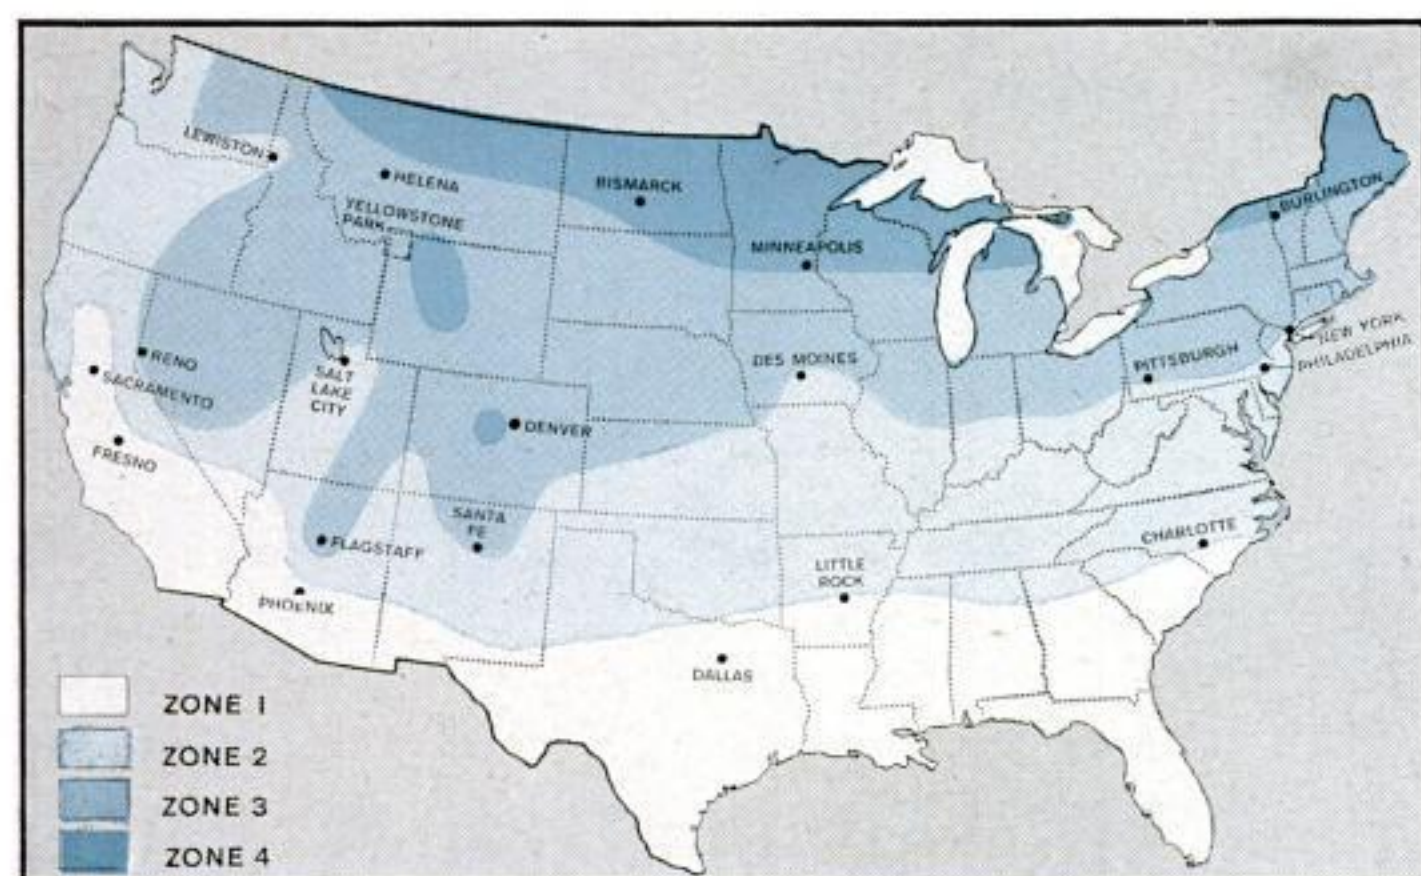 LEWISTON
HELENA
YELLOWSTONE
PARK
BISMARCK
MINNEAPOLIS
BURLINGTON
RENO
SACRAMENTO
FRESNO
SALT
LAKE
CITY
DENVER
DES MOINES
PITTSBURGH
NEW YORK
PHILADELPHIA
SANTA
FE
FLAGSTAFF
PHOENIX
LITTLE
ROCK
CHARLOTTE
DALLAS
ZONE 1
ZONE 2
ZONE 3
ZONE 4